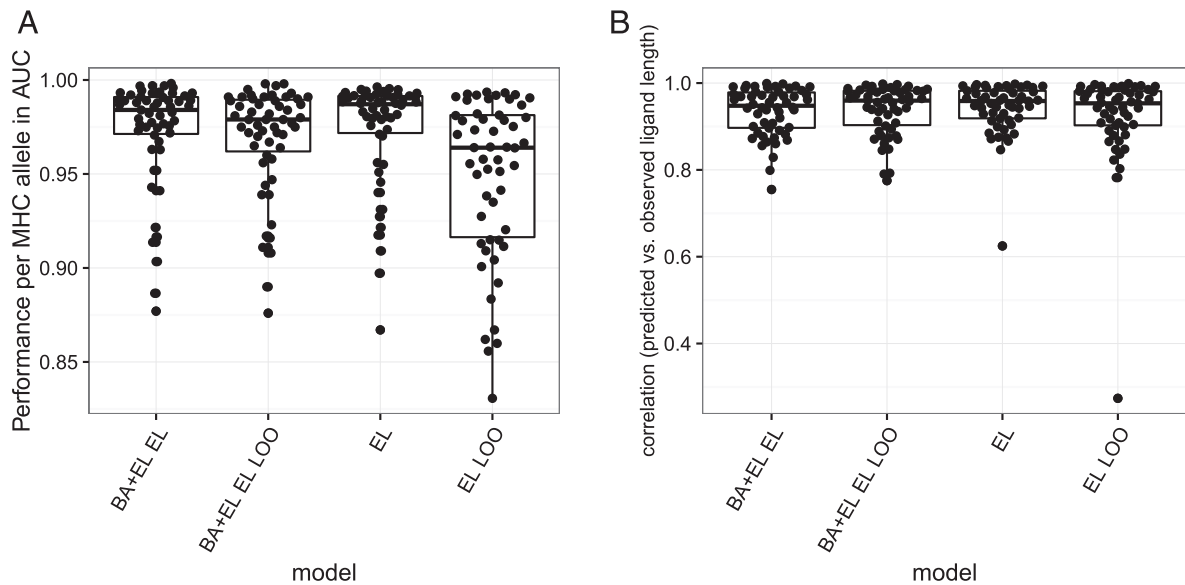 A
Performance per MHC allele in AUC
1.00
0.95
0.90
0.85
BA+EL EL
BA+EL EL LOO
EL
EL LOO
model
B
correlation (predicted vs. observed ligand length)
1.0
0.8
0.6
0.4
BA+EL EL
BA+EL EL LOO
EL
EL LOO
model